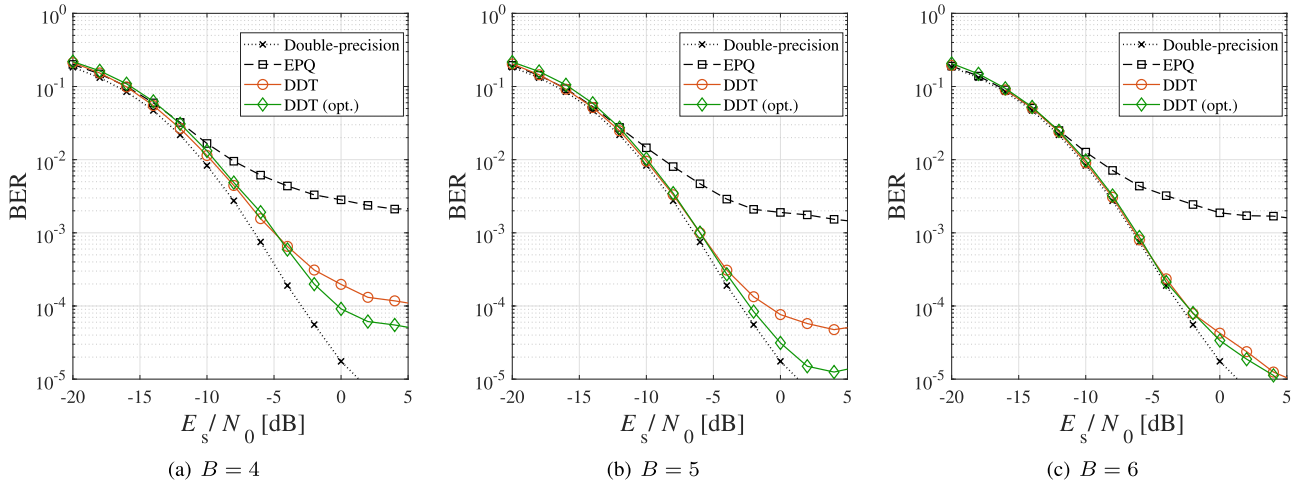 10^0
10^-1
10^-2
10^-3
10^-4
10^-5
BER
Double-precision
EPQ
DDT
DDT (opt.)
-20 -15 -10 -5 0 5
E_s / N_0 [dB]
(a) B = 4
10^0
10^-1
10^-2
10^-3
10^-4
10^-5
BER
Double-precision
EPQ
DDT
DDT (opt.)
-20 -15 -10 -5 0 5
E_s / N_0 [dB]
(b) B = 5
10^0
10^-1
10^-2
10^-3
10^-4
10^-5
BER
Double-precision
EPQ
DDT
DDT (opt.)
-20 -15 -10 -5 0 5
E_s / N_0 [dB]
(c) B = 6